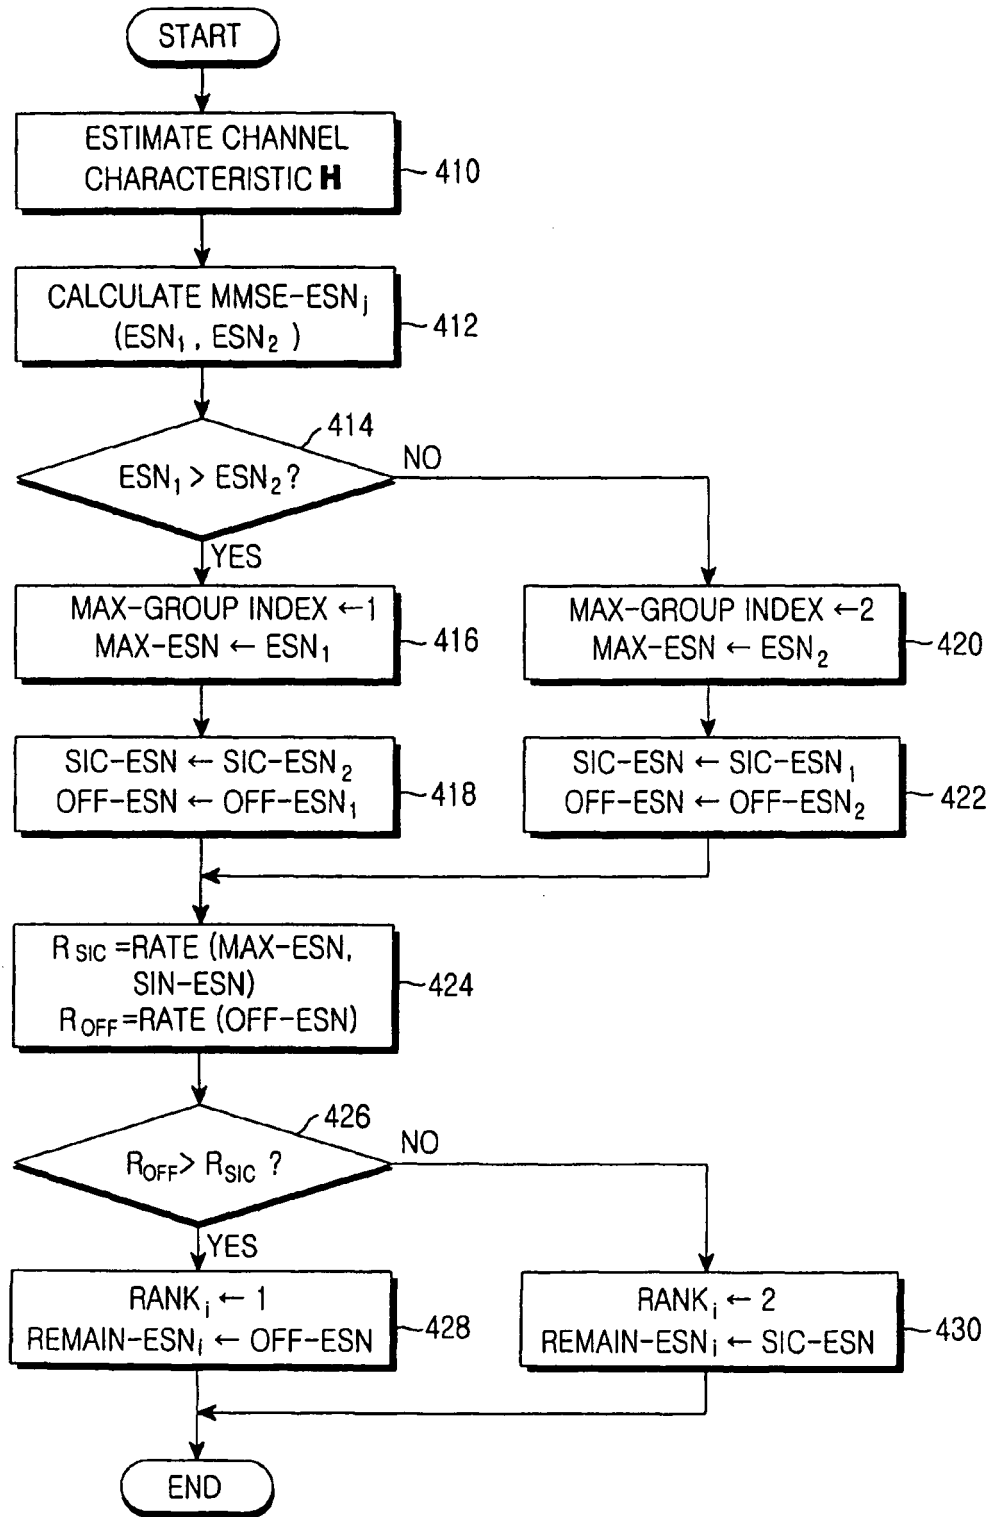 START
ESTIMATE CHANNEL
CHARACTERISTIC H
410
CALCULATE MMSE-ESNj
(ESN1, ESN2)
412
414
ESN1 > ESN2?
NO
YES
MAX-GROUP INDEX ←1
MAX-ESN ← ESN1
416
MAX-GROUP INDEX ←2
MAX-ESN ← ESN2
420
SIC-ESN ← SIC-ESN2
OFF-ESN ← OFF-ESN1
418
SIC-ESN ← SIC-ESN1
OFF-ESN ← OFF-ESN2
422
RSIC=RATE (MAX-ESN,
SIN-ESN)
ROFF=RATE (OFF-ESN)
424
426
ROFF> RSIC ?
NO
YES
RANKi ← 1
REMAIN-ESNi ← OFF-ESN
428
RANKi ← 2
REMAIN-ESNi ← SIC-ESN
430
END